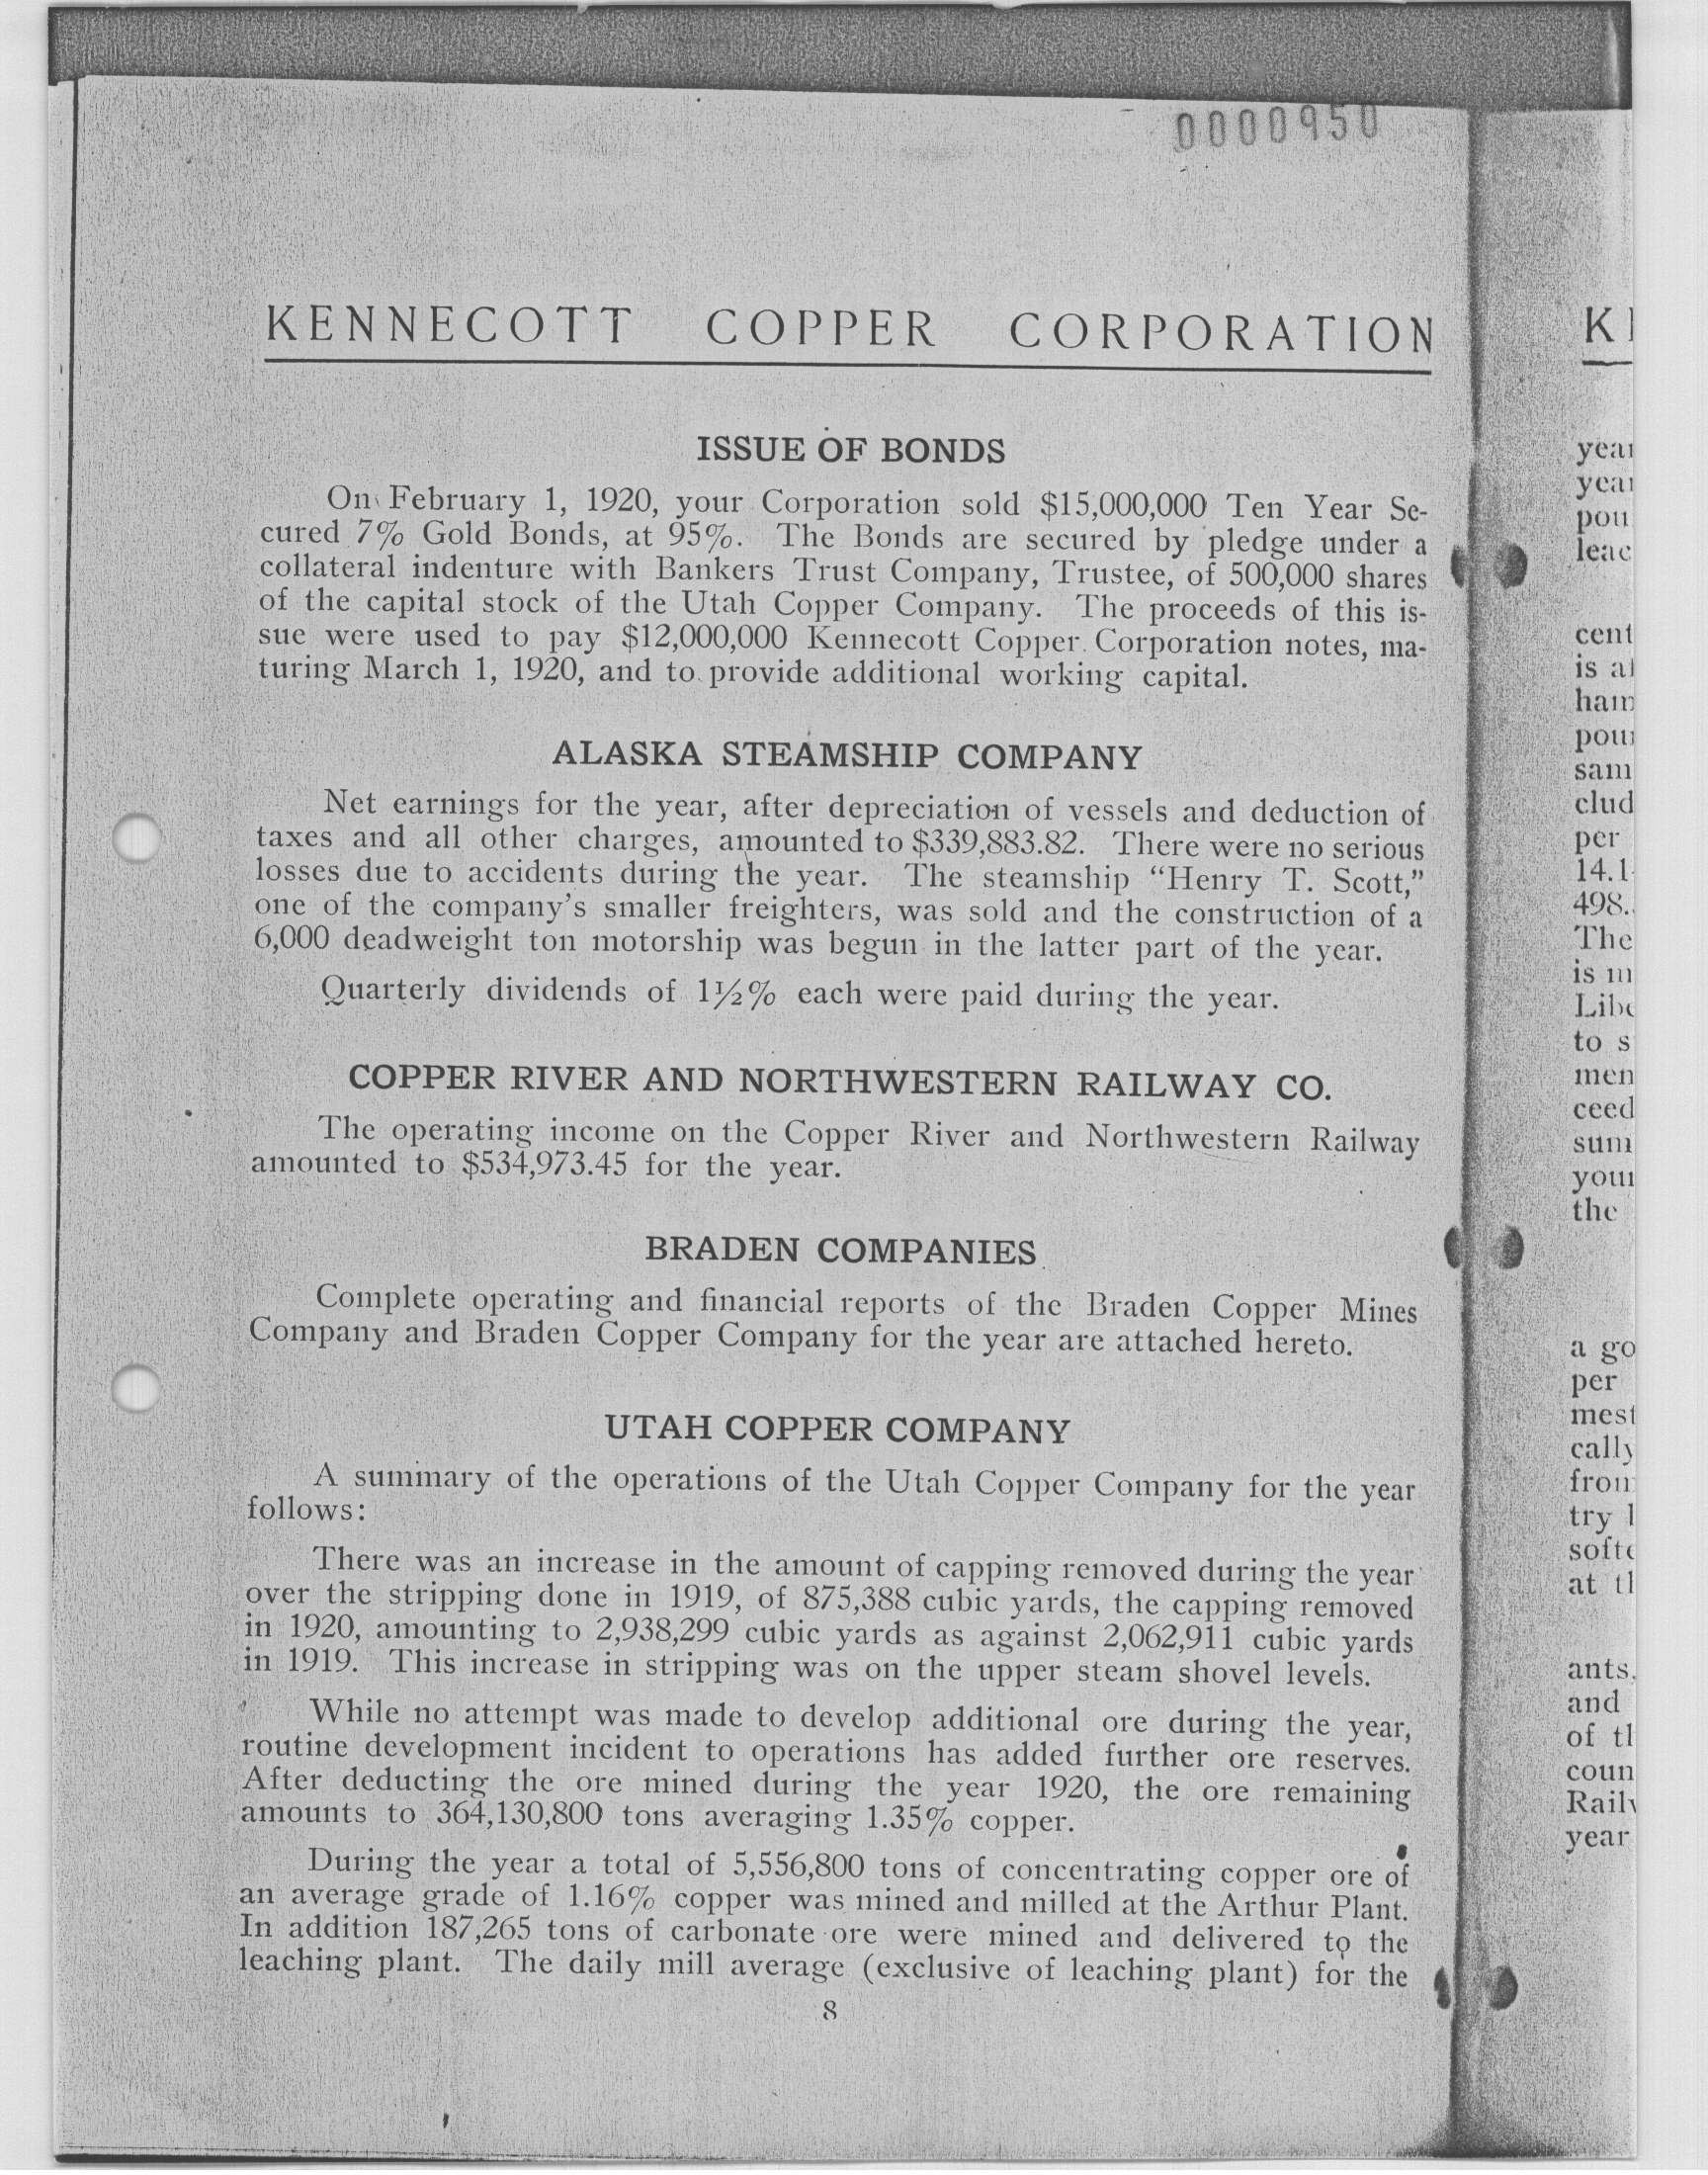 0000950
KENNECOTT COPPER CORPORATION
ISSUE OF BONDS
On February 1, 1920, your Corporation sold $15,000,000 Ten Year Se-
cured 7% Gold Bonds, at 95%. The Bonds are secured by pledge under a
collateral indenture with Bankers Trust Company, Trustee, of 500,000 shares
of the capital stock of the Utah Copper Company. The proceeds of this is-
sue were used to pay $12,000,000 Kennecott Copper Corporation notes, ma-
turing March 1, 1920, and to provide additional working capital.
ALASKA STEAMSHIP COMPANY
Net earnings for the year, after depreciation of vessels and deduction of
taxes and all other charges, amounted to $339,883.82. There were no serious
losses due to accidents during the year. The steamship “Henry T. Scott,”
one of the company’s smaller freighters, was sold and the construction of a
6,000 deadweight ton motorship was begun in the latter part of the year.
Quarterly dividends of 1½% each were paid during the year.
COPPER RIVER AND NORTHWESTERN RAILWAY CO.
The operating income on the Copper River and Northwestern Railway
amounted to $534,973.45 for the year.
BRADEN COMPANIES
Complete operating and financial reports of the Braden Copper Mines
Company and Braden Copper Company for the year are attached hereto.
UTAH COPPER COMPANY
A summary of the operations of the Utah Copper Company for the year
follows:
There was an increase in the amount of capping removed during the year
over the stripping done in 1919, of 875,388 cubic yards, the capping removed
in 1920, amounting to 2,938,299 cubic yards as against 2,062,911 cubic yards
in 1919. This increase in stripping was on the upper steam shovel levels.
While no attempt was made to develop additional ore during the year,
routine development incident to operations has added further ore reserves.
After deducting the ore mined during the year 1920, the ore remaining
amounts to 364,130,800 tons averaging 1.35% copper.
During the year a total of 5,556,800 tons of concentrating copper ore of
an average grade of 1.16% copper was mined and milled at the Arthur Plant.
In addition 187,265 tons of carbonate ore were mined and delivered to the
leaching plant. The daily mill average (exclusive of leaching plant) for the
8
cent
per
14.1
498.
The
to s
the
a go
per
at
and
year